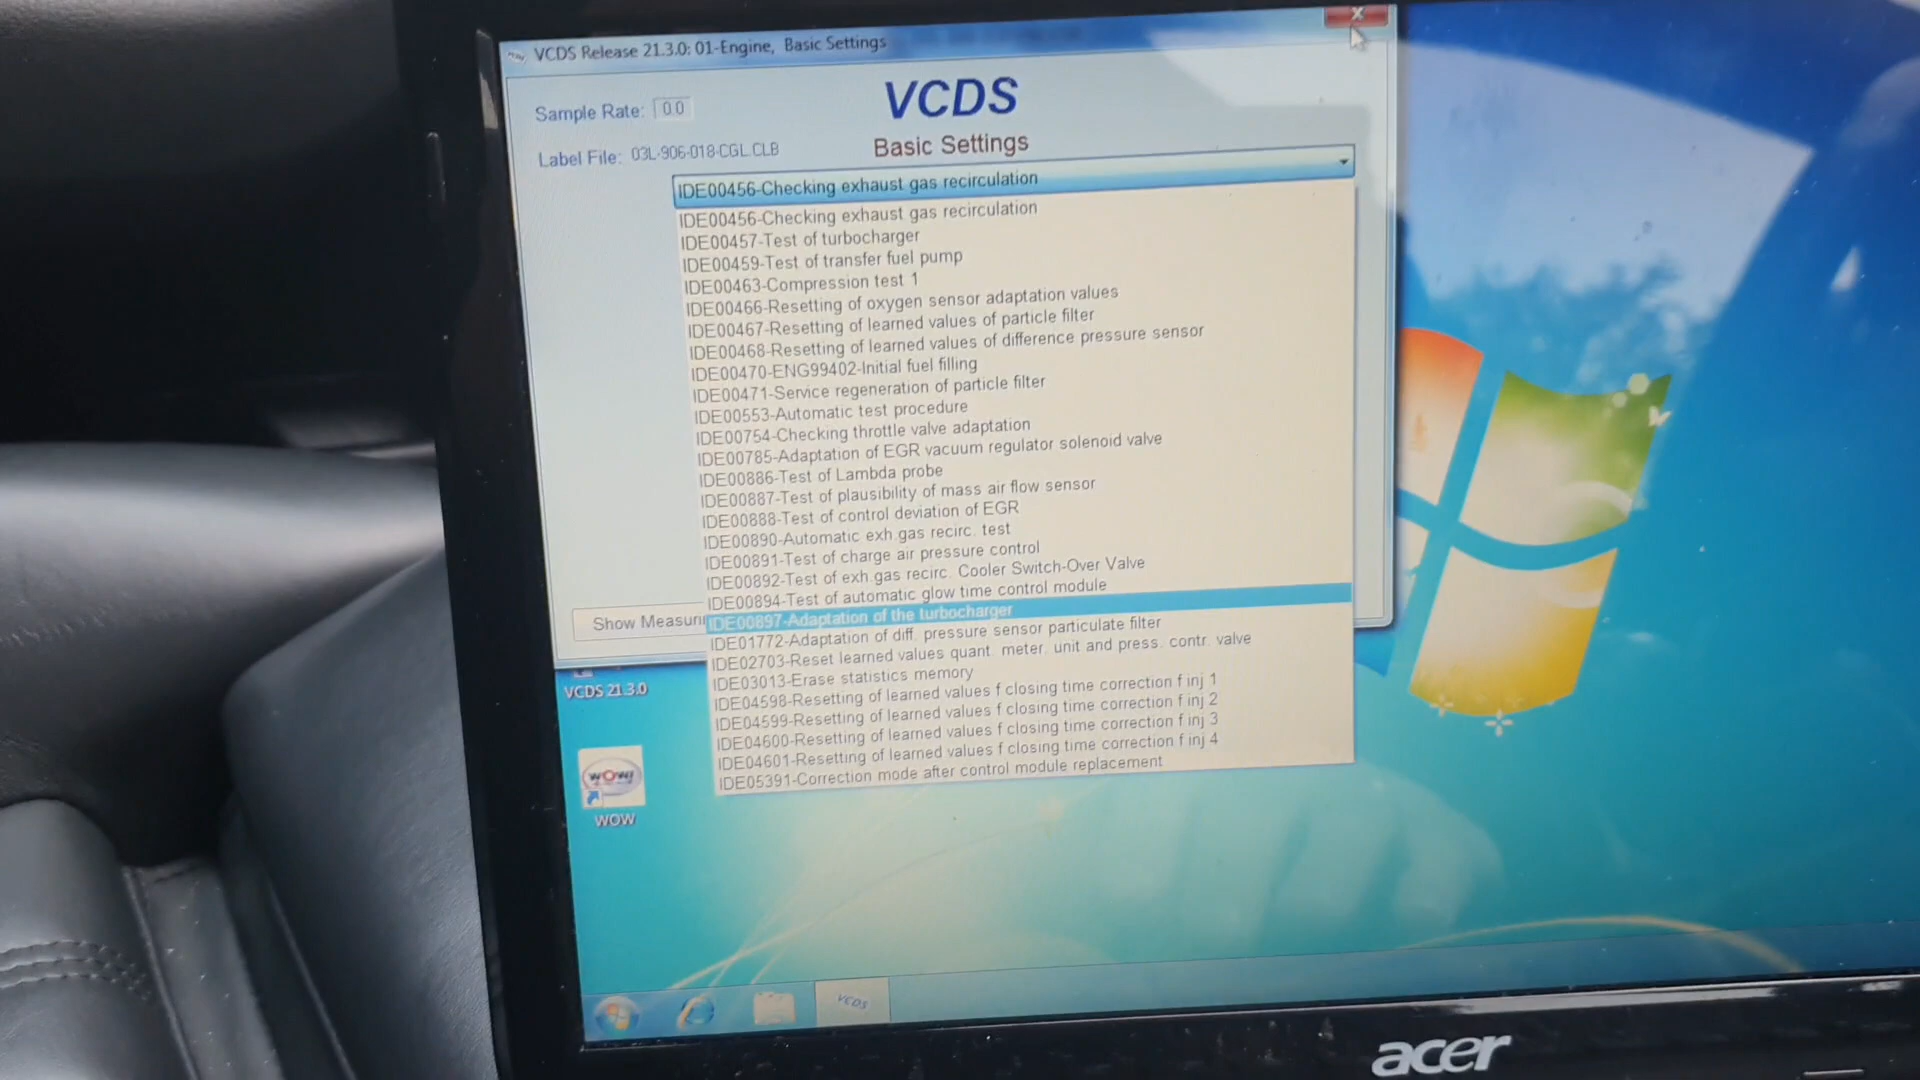 VCDS Release 21.3.0: 01-Engine, Basic Settings
Sample Rate: 0.0
VCDS
Label File: 03L-906-018-CGL.CLB
Basic Settings
IDE00456-Checking exhaust gas recirculation
IDE00456-Checking exhaust gas recirculation
IDE00457-Test of turbocharger
IDE00459-Test of transfer fuel pump
IDE00463-Compression test 1
IDE00466-Resetting of oxygen sensor adaptation values
IDE00467-Resetting of learned values of particle filter
IDE00468-Resetting of learned values of difference pressure sensor
IDE00470-ENG99402-Initial fuel filling
IDE00471-Service regeneration of particle filter
IDE00553-Automatic test procedure
IDE00754-Checking throttle valve adaptation
IDE00785-Adaptation of EGR vacuum regulator solenoid valve
IDE00886-Test of Lambda probe
IDE00887-Test of plausibility of mass air flow sensor
IDE00888-Test of control deviation of EGR
IDE00890-Automatic exh.gas recirc. test
IDE00891-Test of charge air pressure control
IDE00892-Test of exh.gas recirc. Cooler Switch-Over Valve
IDE00894-Test of automatic glow time control module
IDE00897-Adaptation of the turbocharger
IDE01772-Adaptation of diff. pressure sensor particulate filter
IDE02703-Reset learned values quant. meter. unit and press. contr. valve
IDE03013-Erase statistics memory
IDE04598-Resetting of learned values f closing time correction f inj 1
IDE04599-Resetting of learned values f closing time correction f inj 2
IDE04600-Resetting of learned values f closing time correction f inj 3
IDE04601-Resetting of learned values f closing time correction f inj 4
IDE05391-Correction mode after control module replacement
Show Measuri
VCDS 21.3.0
WOW!
WOW
VCDS
acer